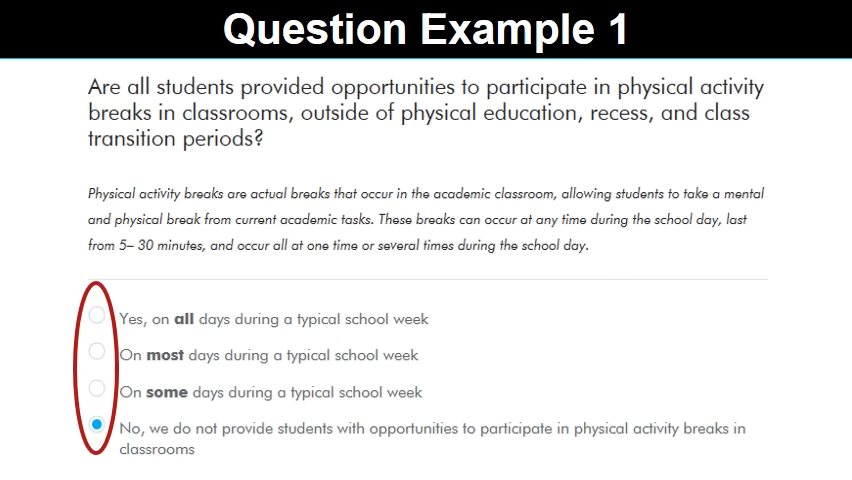 Question Example 1
Are all students provided opportunities to participate in physical activity
breaks in classrooms, outside of physical education, recess, and class
transition periods?
Physical activity breaks are actual breaks that occur in the academic classroom, allowing students to take a mental
and physical break from current academic tasks. These breaks can occur at any time during the school day, last
from 5– 30 minutes, and occur all at one time or several times during the school day.
Yes, on all days during a typical school week
On most days during a typical school week
On some days during a typical school week
No, we do not provide students with opportunities to participate in physical activity breaks in
classrooms